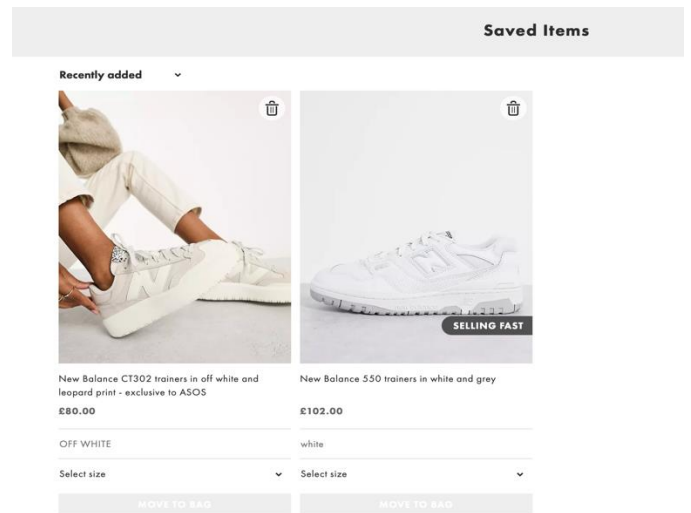 Saved Items
Recently added
SELLING FAST
New Balance CT302 trainers in off white and
leopard print - exclusive to ASOS
£80.00
OFF WHITE
Select size
MOVE TO BAG
New Balance 550 trainers in white and grey
£102.00
white
Select size
MOVE TO BAG